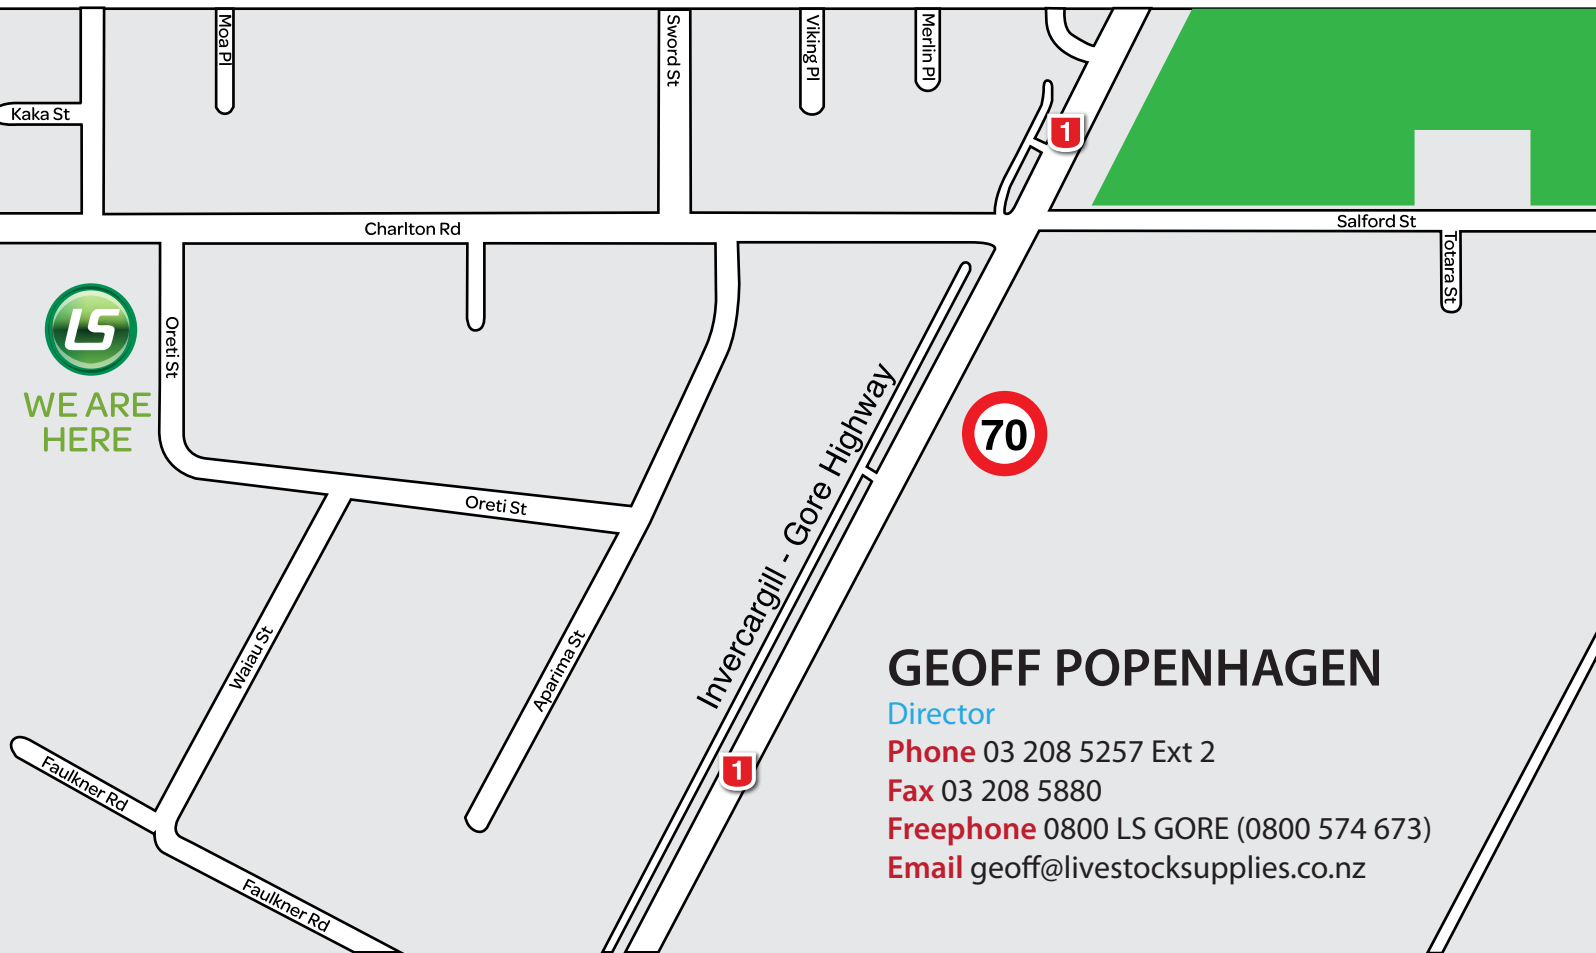 Moa Pl
Sword St
Viking Pl
Merlin Pl
Kaka St
1
Charlton Rd
Salford St
Totara St
LS
WE ARE
HERE
Oreti St
Oreti St
Invercargill - Gore Highway
70
Waiau St
Aparima St
Faulkner Rd
Faulkner Rd
1
GEOFF POPENHAGEN
Director
Phone 03 208 5257 Ext 2
Fax 03 208 5880
Freephone 0800 LS GORE (0800 574 673)
Email geoff@livestocksupplies.co.nz